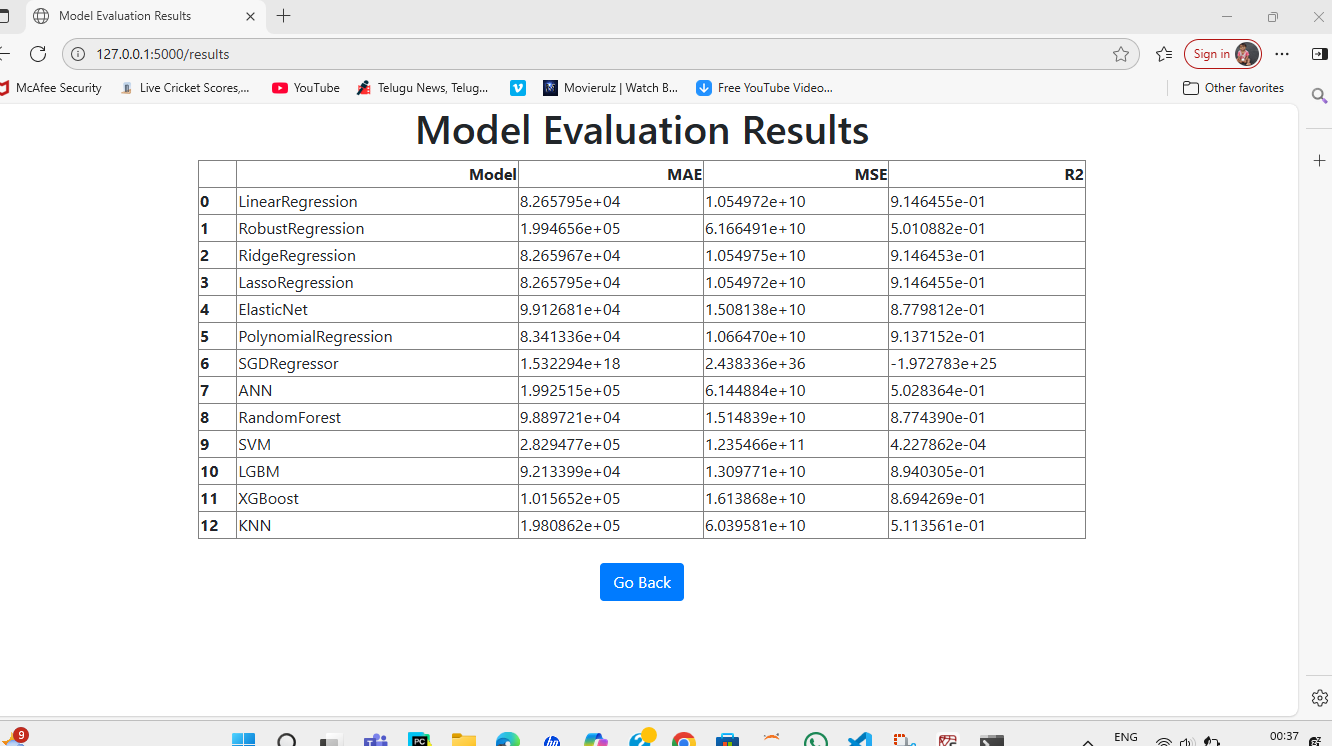 Model Evaluation Results
127.0.0.1:5000/results
Sign in
McAfee Security
Live Cricket Scores,...
YouTube
Telugu News, Telug...
Movierulz | Watch B...
Free YouTube Video...
Other favorites
Model Evaluation Results
Model MAE MSE R2
0 LinearRegression 8.265795e+04 1.054972e+10 9.146455e-01
1 RobustRegression 1.994656e+05 6.166491e+10 5.010882e-01
2 RidgeRegression 8.265967e+04 1.054975e+10 9.146453e-01
3 LassoRegression 8.265795e+04 1.054972e+10 9.146455e-01
4 ElasticNet 9.912681e+04 1.508138e+10 8.779812e-01
5 PolynomialRegression 8.341336e+04 1.066470e+10 9.137152e-01
6 SGDRegressor 1.532294e+18 2.438336e+36 -1.972783e+25
7 ANN 1.992515e+05 6.144884e+10 5.028364e-01
8 RandomForest 9.889721e+04 1.514839e+10 8.774390e-01
9 SVM 2.829477e+05 1.235466e+11 4.227862e-04
10 LGBM 9.213399e+04 1.309771e+10 8.940305e-01
11 XGBoost 1.015652e+05 1.613868e+10 8.694269e-01
12 KNN 1.980862e+05 6.039581e+10 5.113561e-01
Go Back
9
PC
hp
ENG
00:37